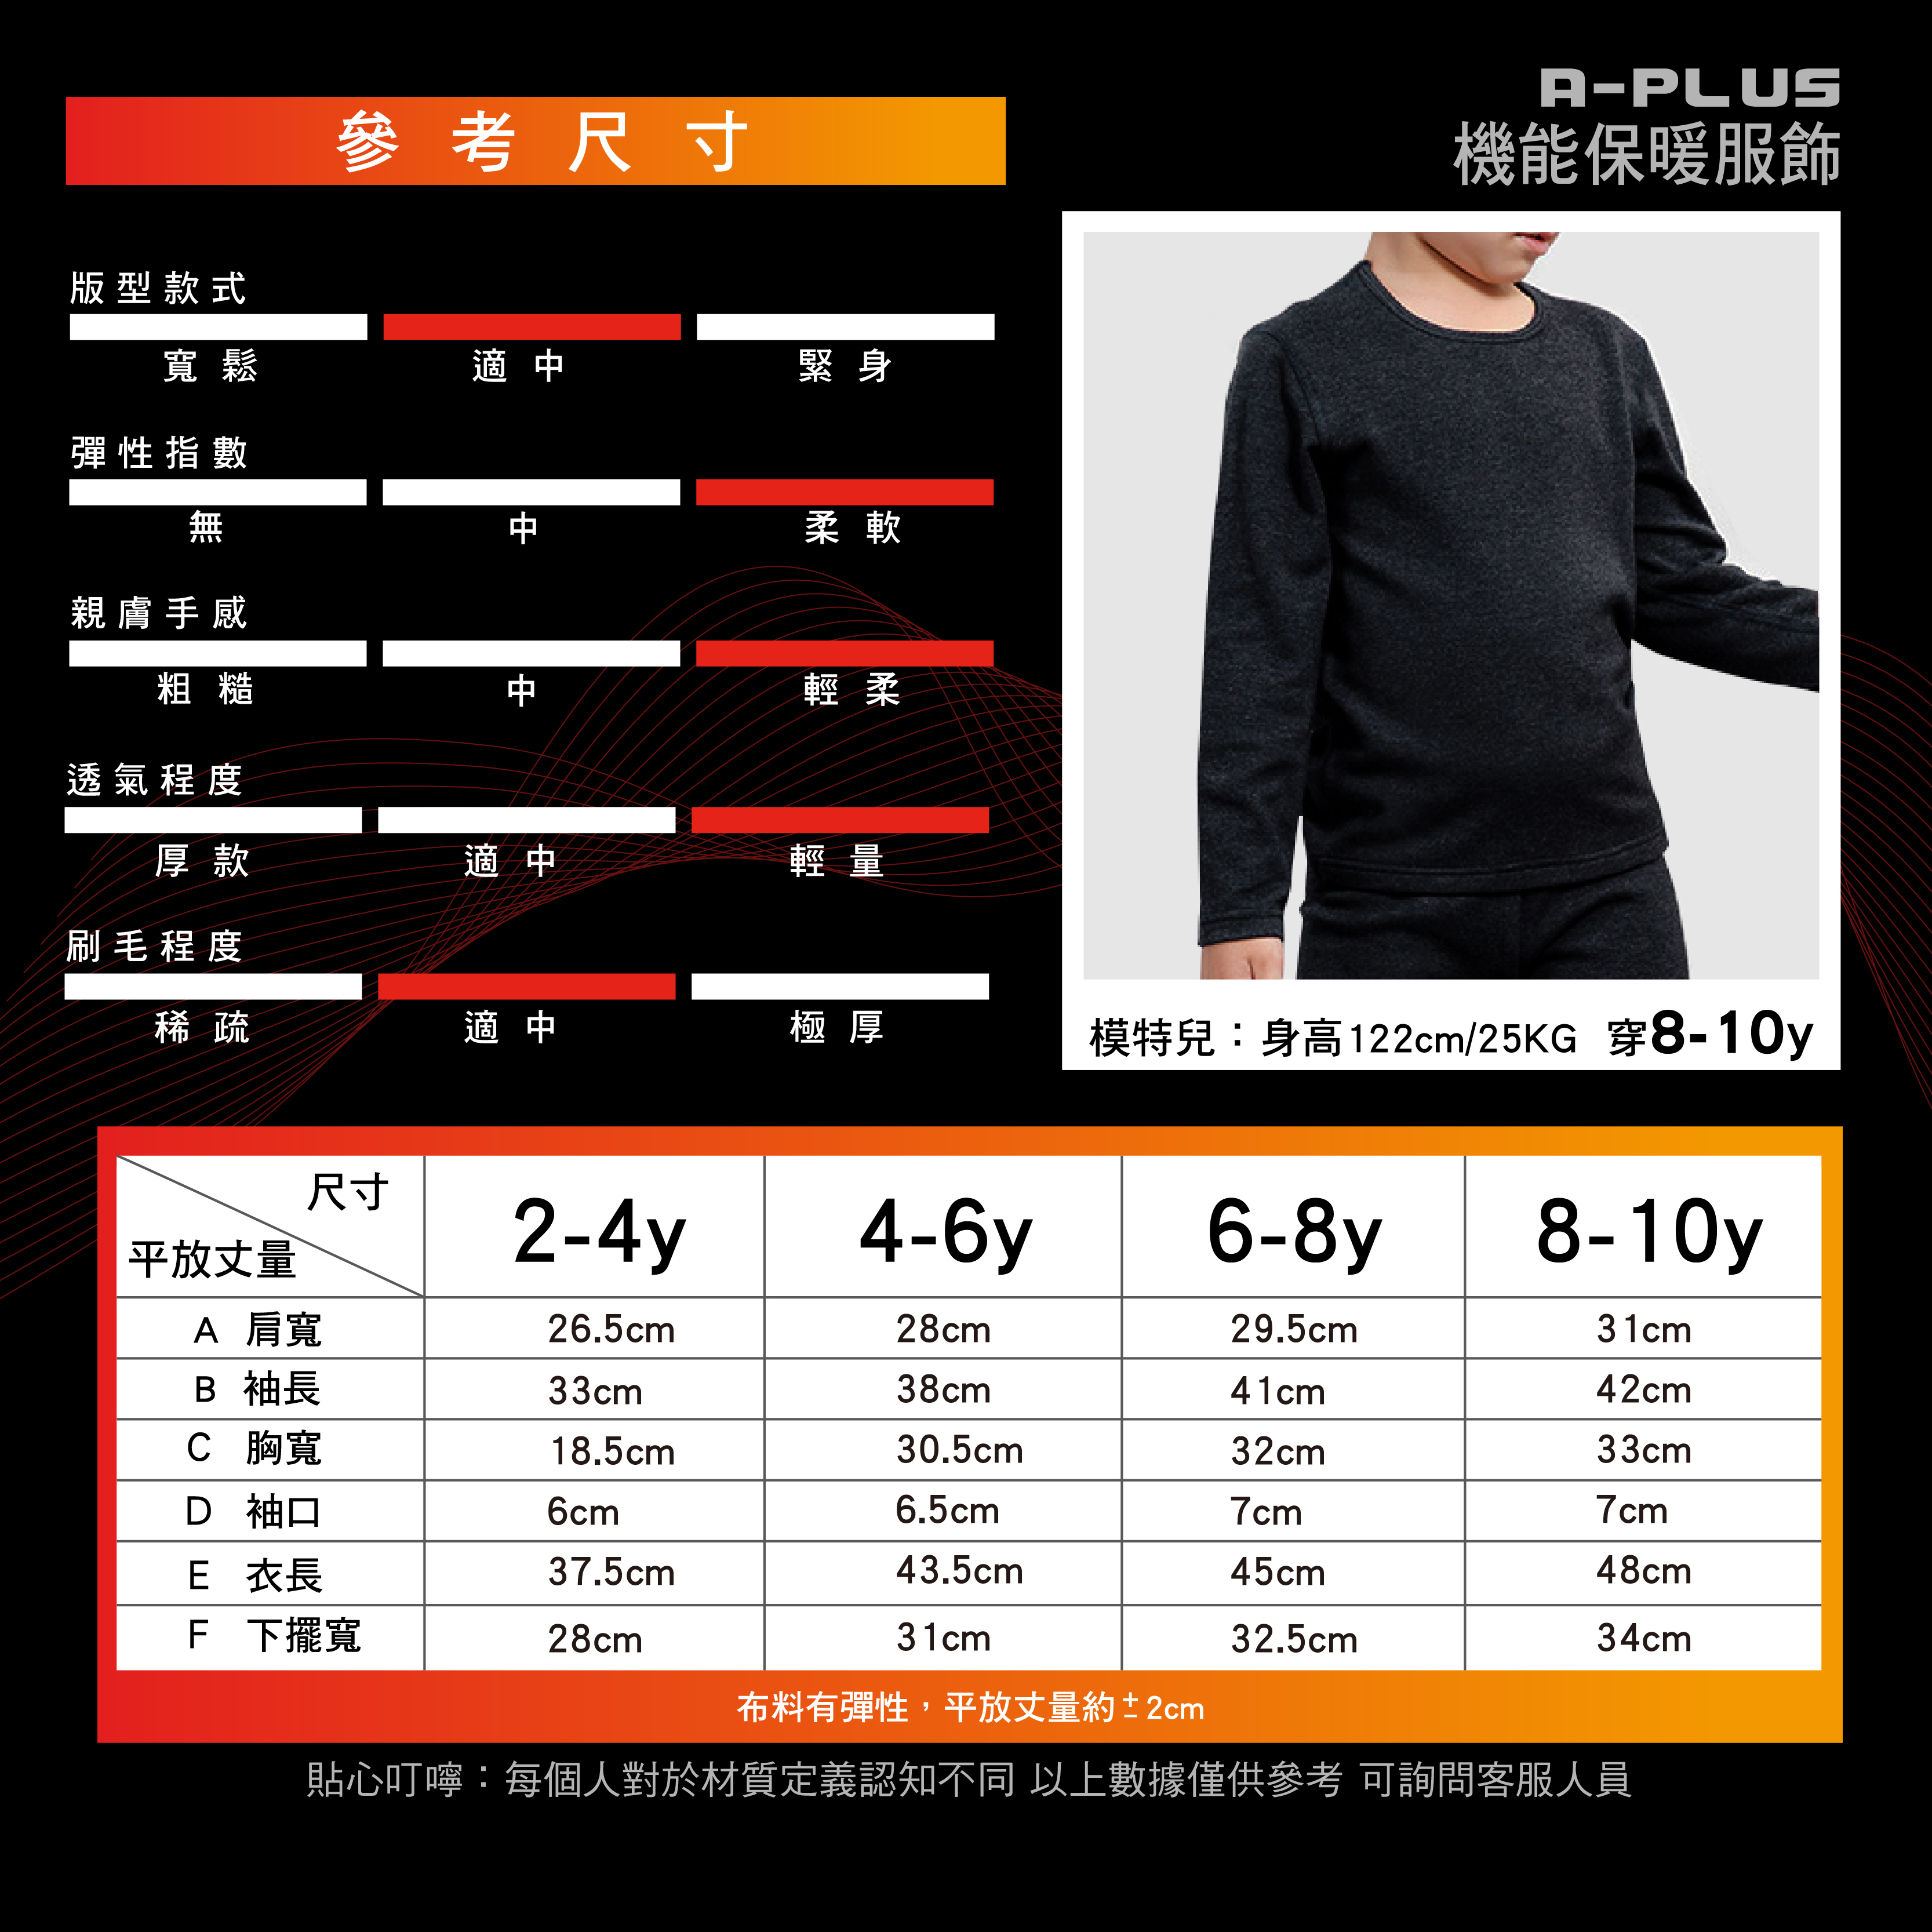 A-PLUS
機能保暖服飾
參考尺寸
版型款式
寬鬆 適中 緊身
彈性指數
無 中 柔軟
親膚手感
粗糙 中 輕柔
透氣程度
厚款 適中 輕量
刷毛程度
稀疏 適中 極厚
模特兒：身高122cm/25KG 穿8-10y
尺寸
平放丈量
2-4y 4-6y 6-8y 8-10y
A 肩寬 26.5cm 28cm 29.5cm 31cm
B 袖長 33cm 38cm 41cm 42cm
C 胸寬 18.5cm 30.5cm 32cm 33cm
D 袖口 6cm 6.5cm 7cm 7cm
E 衣長 37.5cm 43.5cm 45cm 48cm
F 下擺寬 28cm 31cm 32.5cm 34cm
布料有彈性，平放丈量約±2cm
貼心叮嚀：每個人對於材質定義認知不同 以上數據僅供參考 可詢問客服人員